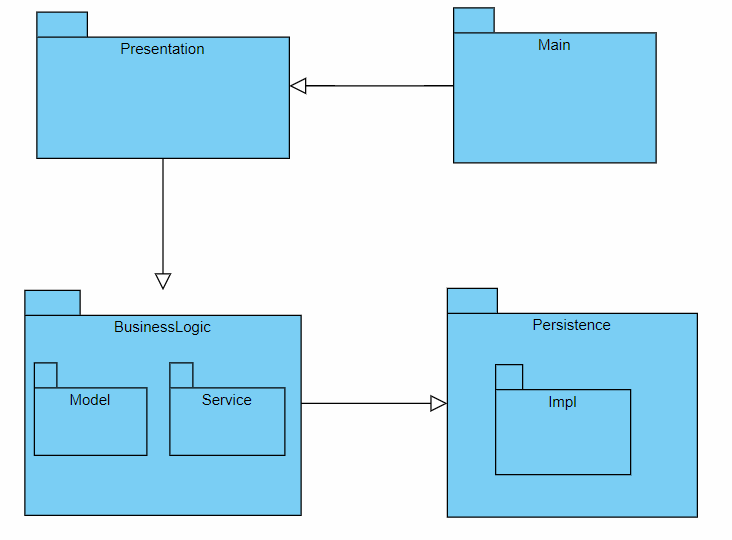 Presentation
Main
BusinessLogic
Persistence
Model
Service
Impl